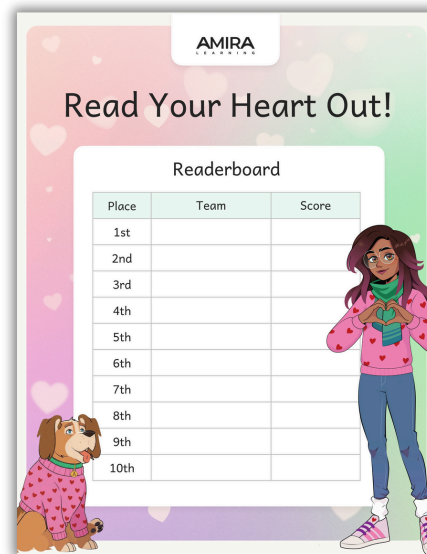 AMIRA
LEARNING
Read Your Heart Out!
Readerboard
Place Team Score
1st
2nd
3rd
4th
5th
6th
7th
8th
9th
10th